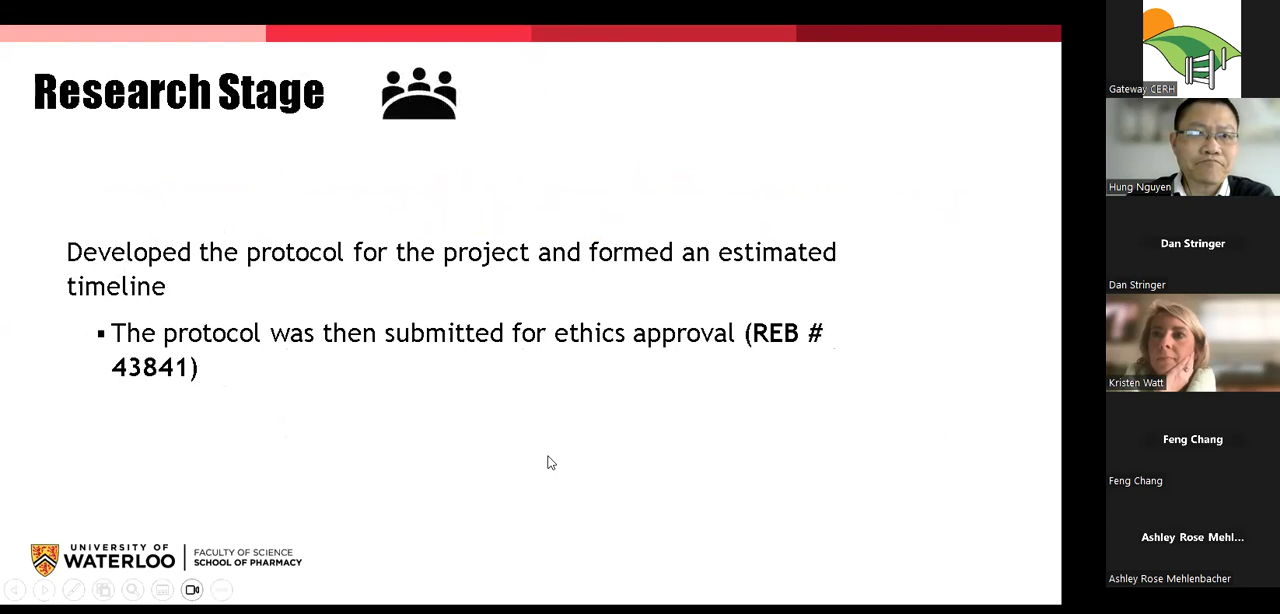 Research Stage
Developed the protocol for the project and formed an estimated
timeline
▪ The protocol was then submitted for ethics approval (REB #
43841)
UNIVERSITY OF
WATERLOO
FACULTY OF SCIENCE
SCHOOL OF PHARMACY
Gateway CERH
Hung Nguyen
Dan Stringer
Dan Stringer
Kristen Watt
Feng Chang
Feng Chang
Ashley Rose Mehl...
Ashley Rose Mehlenbacher